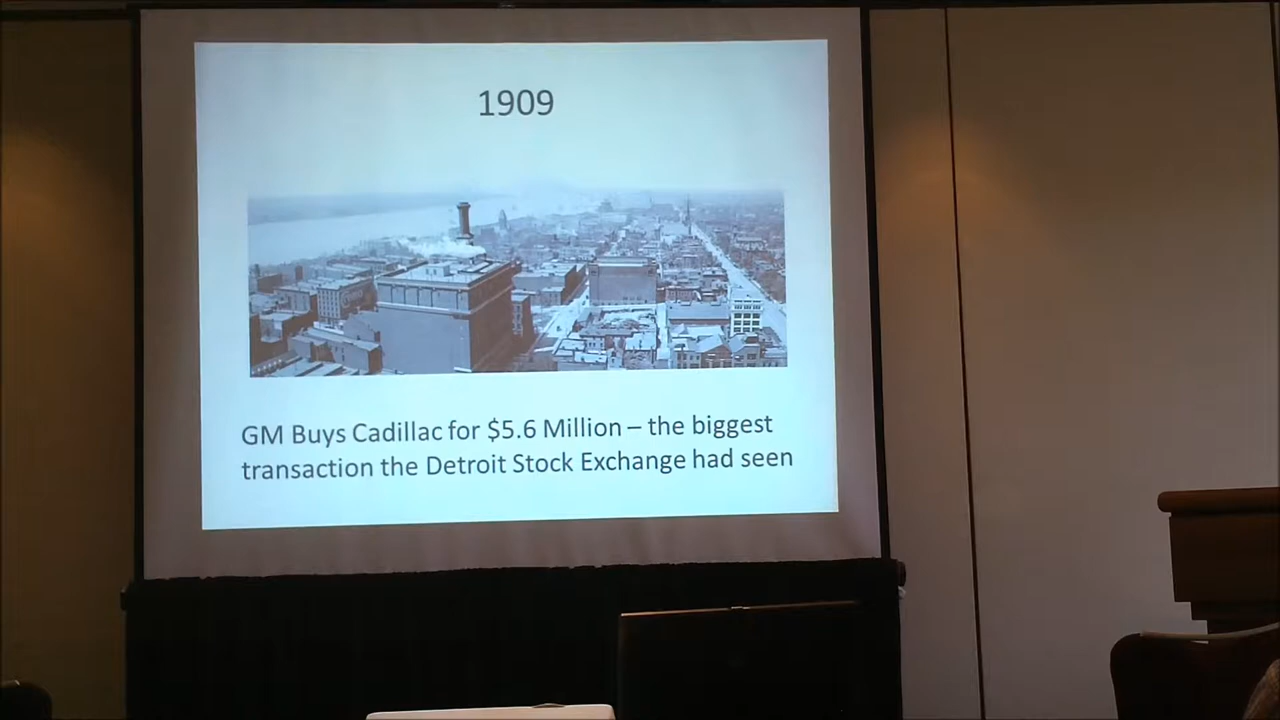 1909
GM Buys Cadillac for $5.6 Million – the biggest
transaction the Detroit Stock Exchange had seen